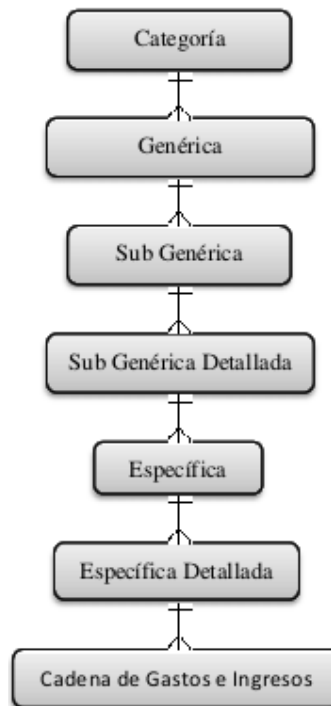 Categoría
Genérica
Sub Genérica
Sub Genérica Detallada
Específica
Específica Detallada
Cadena de Gastos e Ingresos